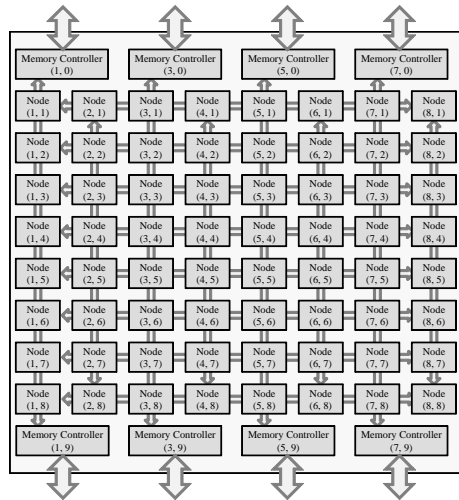 Memory Controller Memory Controller Memory Controller Memory Controller
(1, 0) (3, 0) (5, 0) (7, 0)
Node Node Node Node Node Node Node Node
(1, 1) (2, 1) (3, 1) (4, 1) (5, 1) (6, 1) (7, 1) (8, 1)
Node Node Node Node Node Node Node Node
(1, 2) (2, 2) (3, 2) (4, 2) (5, 2) (6, 2) (7, 2) (8, 2)
Node Node Node Node Node Node Node Node
(1, 3) (2, 3) (3, 3) (4, 3) (5, 3) (6, 3) (7, 3) (8, 3)
Node Node Node Node Node Node Node Node
(1, 4) (2, 4) (3, 4) (4, 4) (5, 4) (6, 4) (7, 4) (8, 4)
Node Node Node Node Node Node Node Node
(1, 5) (2, 5) (3, 5) (4, 5) (5, 5) (6, 5) (7, 5) (8, 5)
Node Node Node Node Node Node Node Node
(1, 6) (2, 6) (3, 6) (4, 6) (5, 6) (6, 6) (7, 6) (8, 6)
Node Node Node Node Node Node Node Node
(1, 7) (2, 7) (3, 7) (4, 7) (5, 7) (6, 7) (7, 7) (8, 7)
Node Node Node Node Node Node Node Node
(1, 8) (2, 8) (3, 8) (4, 8) (5, 8) (6, 8) (7, 8) (8, 8)
Memory Controller Memory Controller Memory Controller Memory Controller
(1, 9) (3, 9) (5, 9) (7, 9)